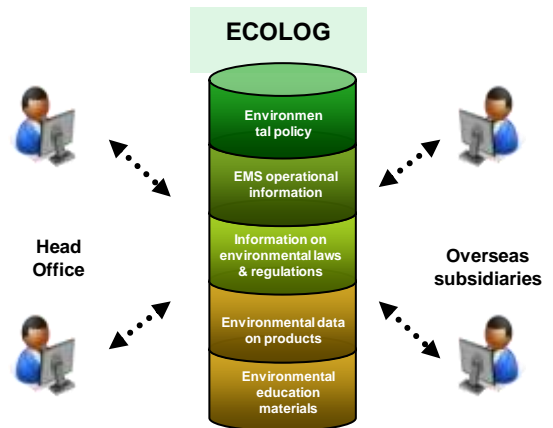 ECOLOG
Environmen
tal policy
EMS operational
information
Information on
environmental laws
& regulations
Environmental data
on products
Environmental
education
materials
Head
Office
Overseas
subsidiaries